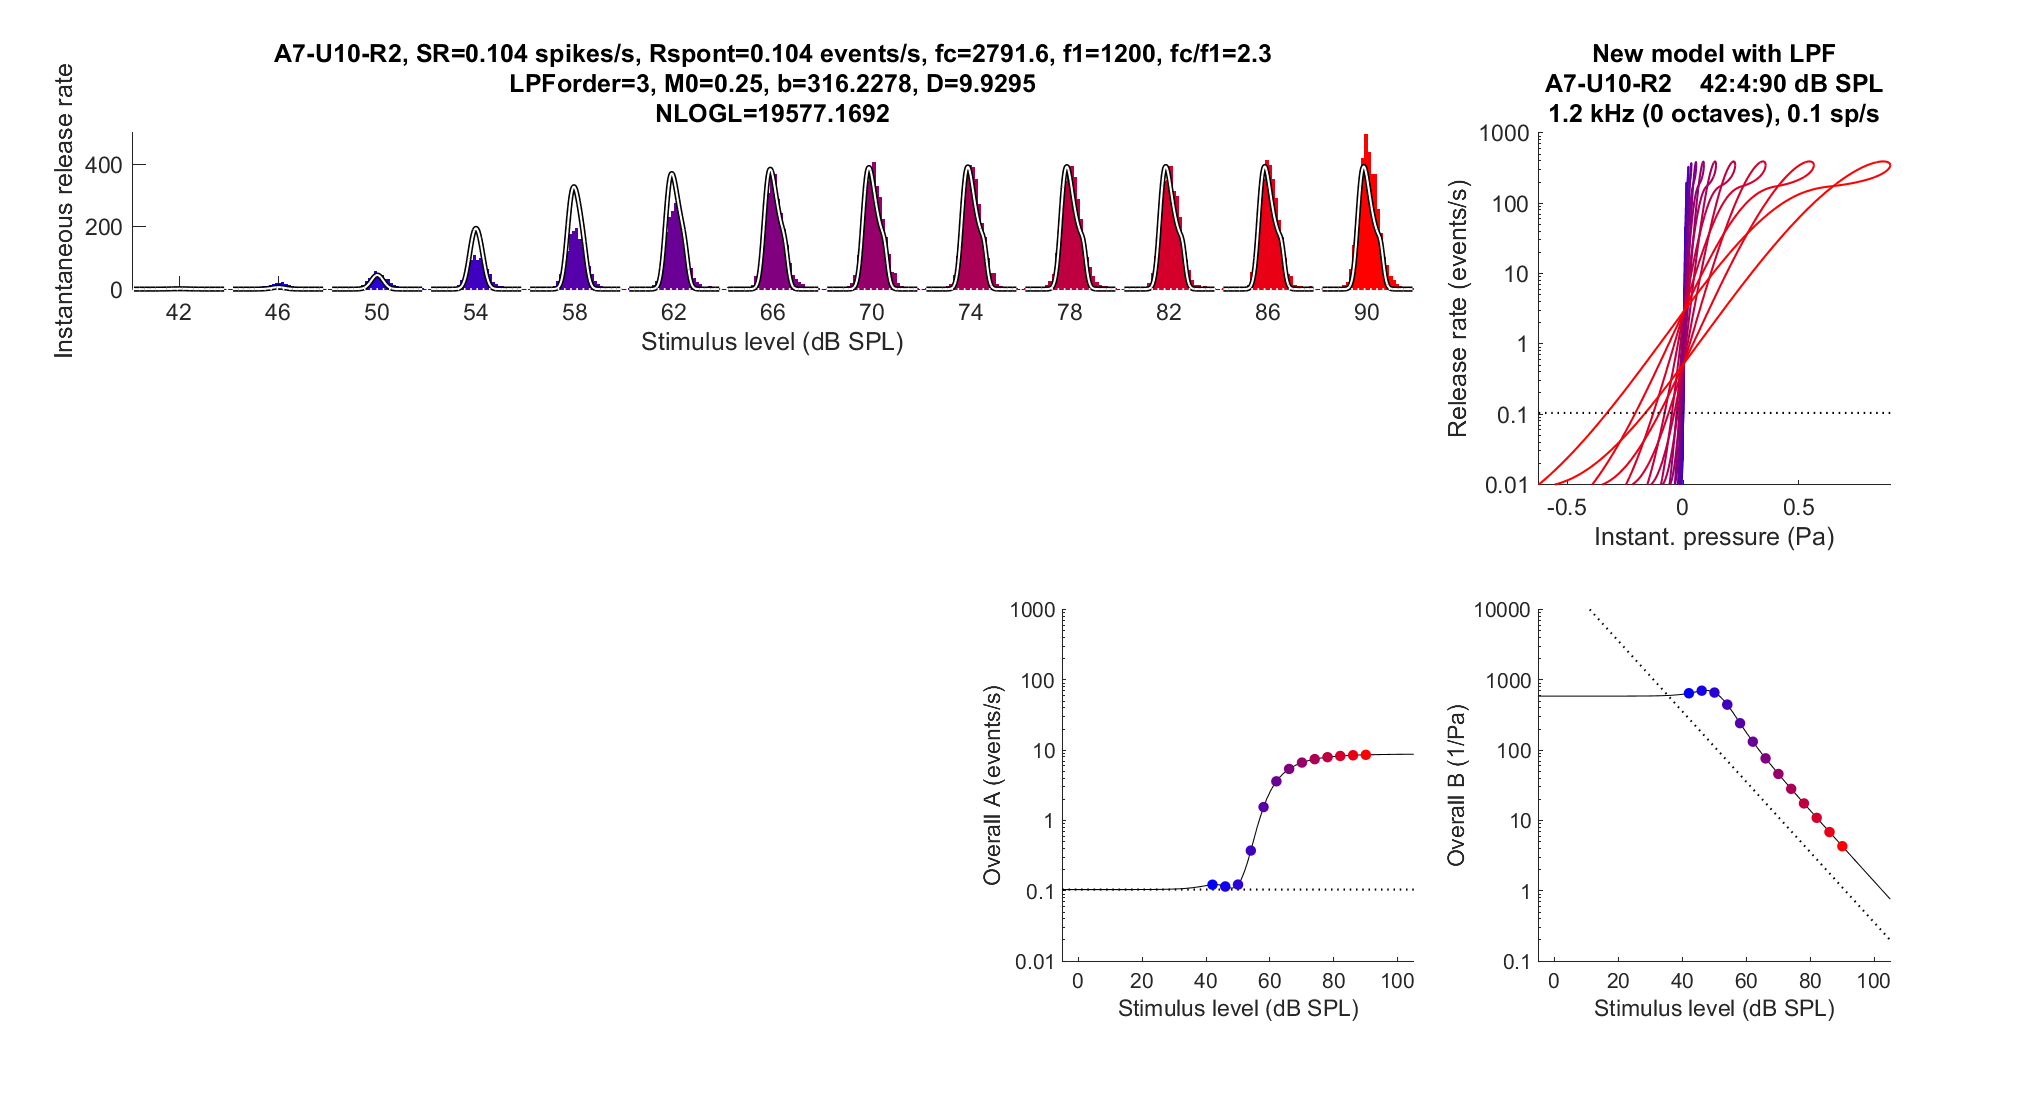 A7-U10-R2, SR=0.104 spikes/s, Rspont=0.104 events/s, fc=2791.6, f1=1200, fc/f1=2.3
LPForder=3, M0=0.25, b=316.2278, D=9.9295
NLOGL=19577.1692
Instantaneous release rate
400
200
0
42 46 50 54 58 62 66 70 74 78 82 86 90
Stimulus level (dB SPL)
New model with LPF
A7-U10-R2 42:4:90 dB SPL
1.2 kHz (0 octaves), 0.1 sp/s
Release rate (events/s)
1000
100
10
1
0.1
0.01
-0.5 0 0.5
Instant. pressure (Pa)
Overall A (events/s)
1000
100
10
1
0.1
0.01
0 20 40 60 80 100
Stimulus level (dB SPL)
Overall B (1/Pa)
10000
1000
100
10
1
0.1
0 20 40 60 80 100
Stimulus level (dB SPL)